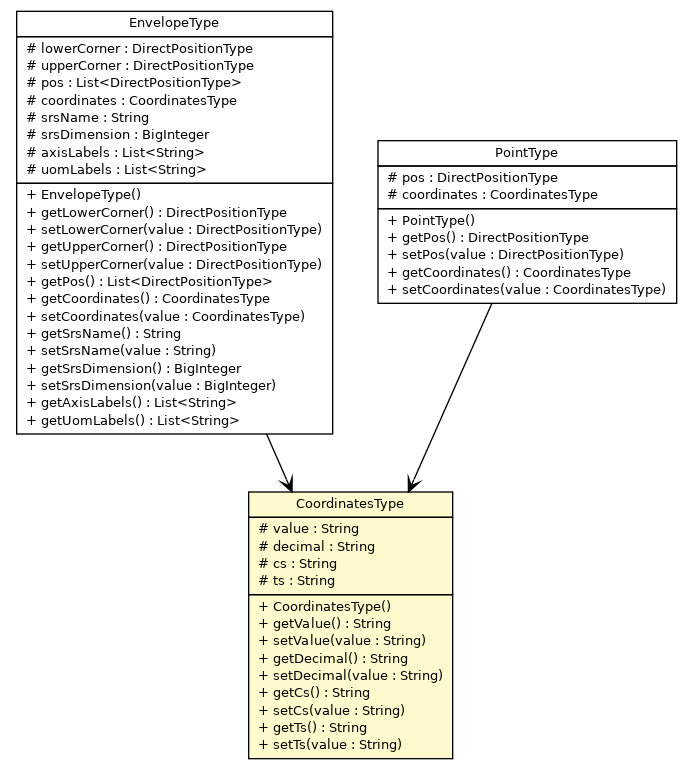 EnvelopeType
# lowerCorner : DirectPositionType
# upperCorner : DirectPositionType
# pos : List<DirectPositionType>
# coordinates : CoordinatesType
# srsName : String
# srsDimension : BigInteger
# axisLabels : List<String>
# uomLabels : List<String>
+ EnvelopeType()
+ getLowerCorner() : DirectPositionType
+ setLowerCorner(value : DirectPositionType)
+ getUpperCorner() : DirectPositionType
+ setUpperCorner(value : DirectPositionType)
+ getPos() : List<DirectPositionType>
+ getCoordinates() : CoordinatesType
+ setCoordinates(value : CoordinatesType)
+ getSrsName() : String
+ setSrsName(value : String)
+ getSrsDimension() : BigInteger
+ setSrsDimension(value : BigInteger)
+ getAxisLabels() : List<String>
+ getUomLabels() : List<String>
PointType
# pos : DirectPositionType
# coordinates : CoordinatesType
+ PointType()
+ getPos() : DirectPositionType
+ setPos(value : DirectPositionType)
+ getCoordinates() : CoordinatesType
+ setCoordinates(value : CoordinatesType)
CoordinatesType
# value : String
# decimal : String
# cs : String
# ts : String
+ CoordinatesType()
+ getValue() : String
+ setValue(value : String)
+ getDecimal() : String
+ setDecimal(value : String)
+ getCs() : String
+ setCs(value : String)
+ getTs() : String
+ setTs(value : String)